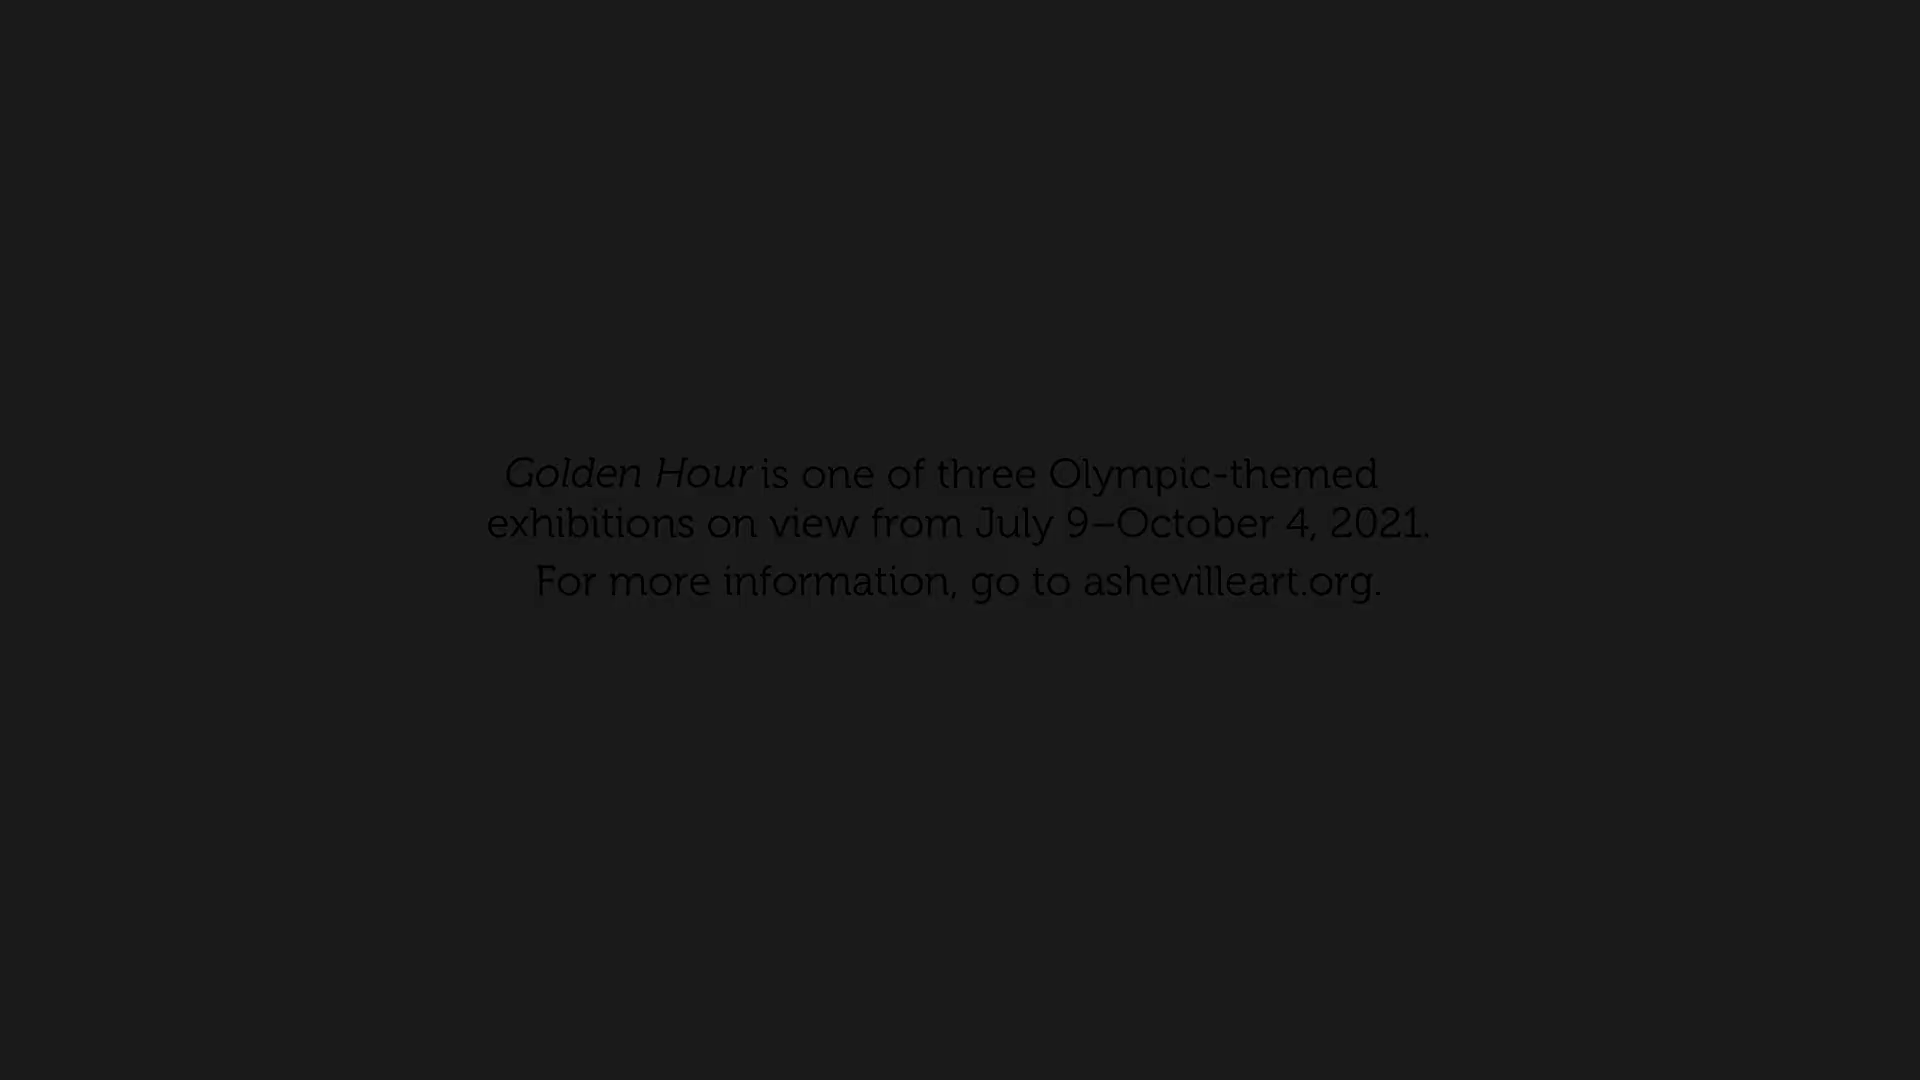 Golden Hour is one of three Olympic-themed
exhibitions on view from July 9–October 4, 2021.
For more information, go to ashevilleart.org.